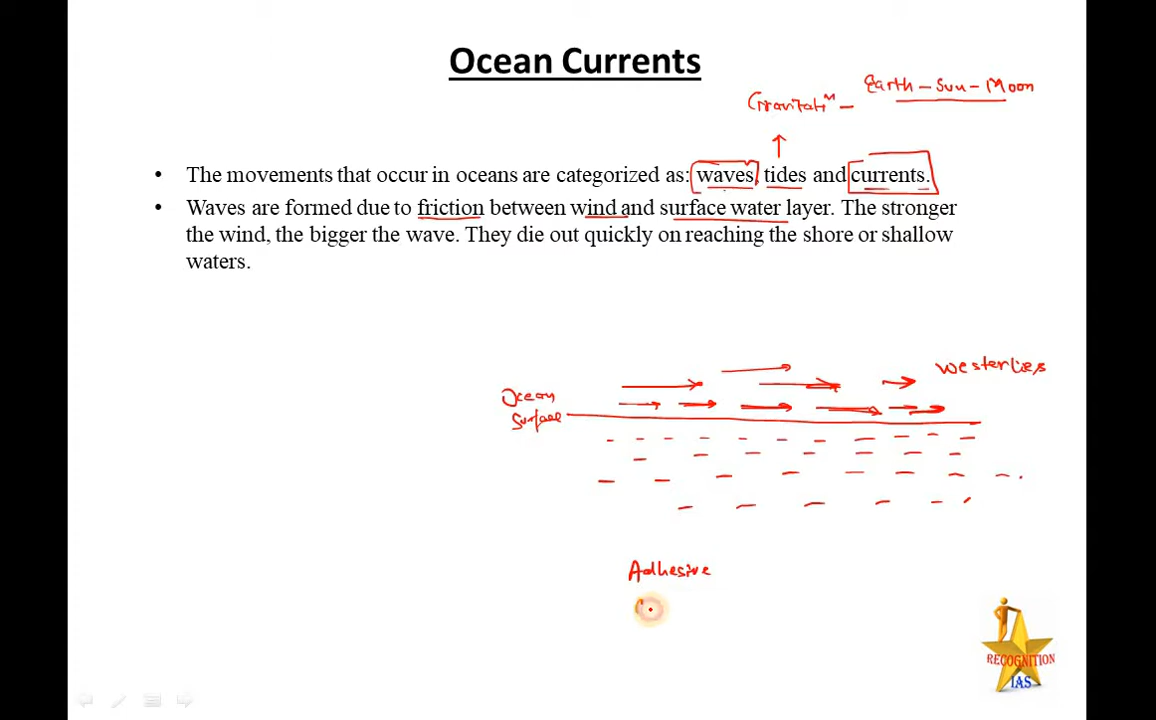 Ocean Currents
Earth - Sun - Moon
Gravitatn -
• The movements that occur in oceans are categorized as: waves, tides and currents.
• Waves are formed due to friction between wind and surface water layer. The stronger
the wind, the bigger the wave. They die out quickly on reaching the shore or shallow
waters.
Westerlies
Ocean
Surface
Adhesive
RECOGNITION
IAS